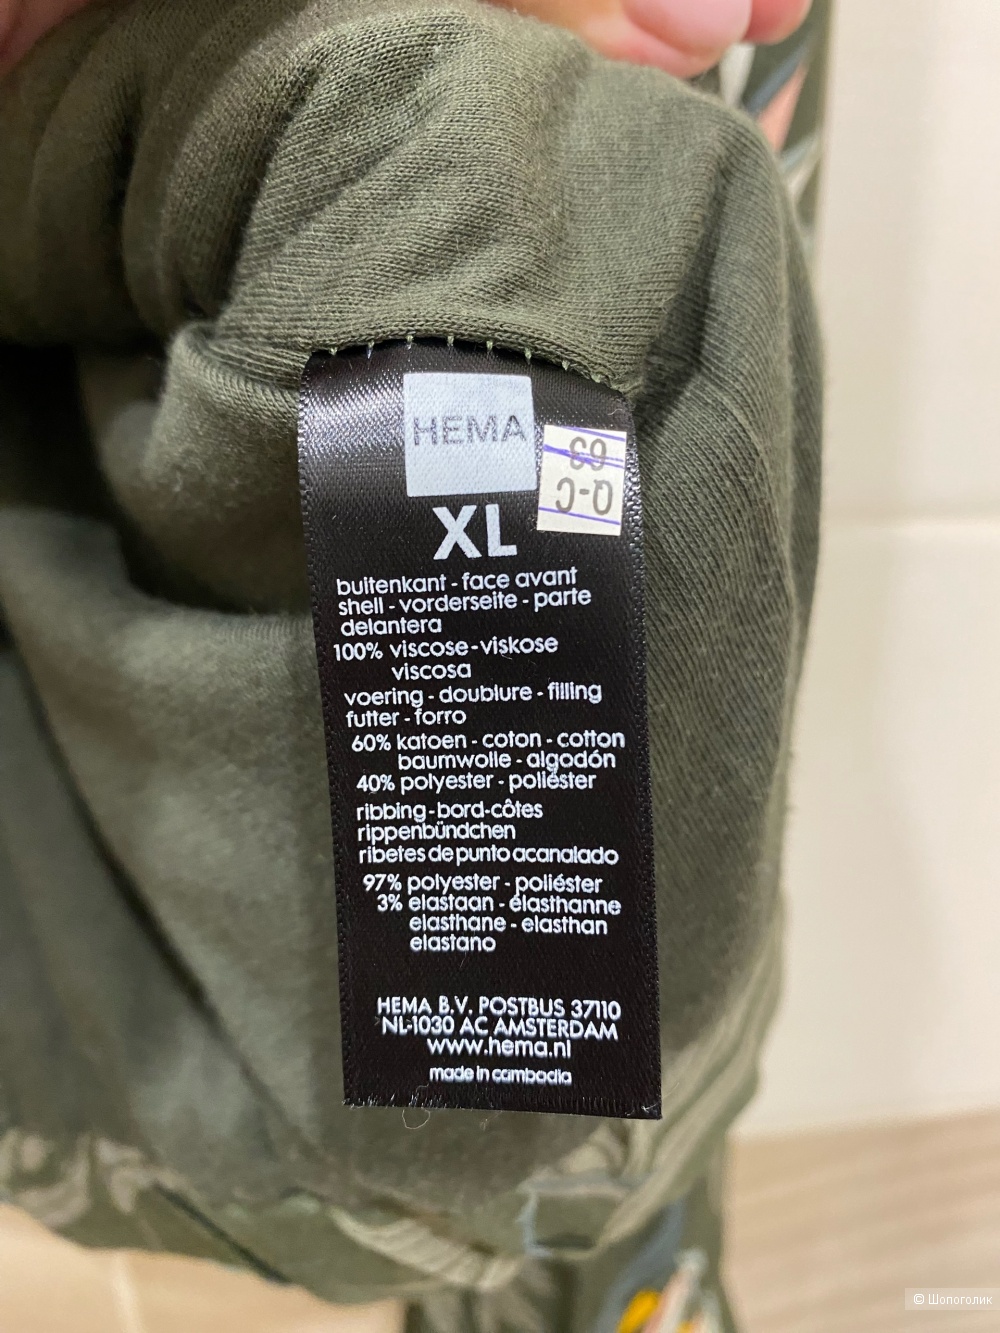 HEMA
63
Q-C
XL
buitenkant - face avant
shell - vorderseite - parte
delantera
100% viscose - viskose
viscosa
voering - doublure - filling
futter - forro
60% katoen - coton - cotton
baumwolle - algodón
40% polyester - poliéster
ribbing - bord-côtes
rippenbündchen
ribetes de punto acanalado
97% polyester - poliéster
3% elastaan - élasthanne
elasthane - elasthan
elastano
HEMA B.V. POSTBUS 37110
NL-1030 AC AMSTERDAM
www.hema.nl
made in cambodia
© Шопоголик